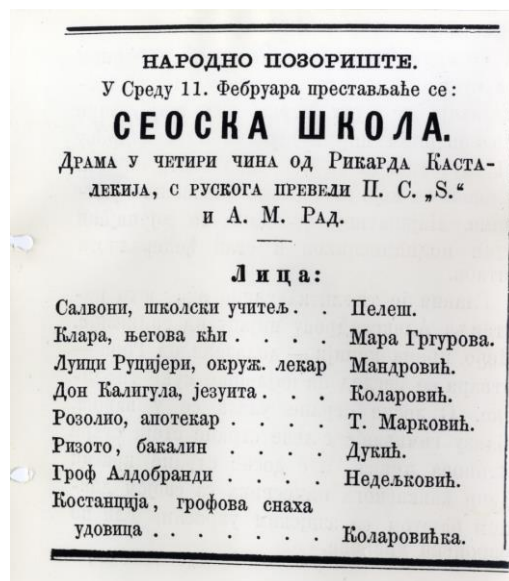 НАРОДНО ПОЗОРИШТЕ.
У Среду 11. Фебруара престављаће се:
СЕОСКА ШКОЛА.
Драма у четири чина од Рикарда Каста-
лекија, с рускога превели П. С. „S.“
и А. М. Рад.
Лица:
Салвони, школски учитељ. . Пелеш.
Клара, његова кћи . . . . Мара Гргурова.
Луици Руцијери, окруж. лекар Мандровић.
Дон Калигула, језуита . . . Коларовић.
Розолио, апотекар . . . . Т. Марковић.
Ризото, бакалин . . . . Дукић.
Гроф Алдобранди . . . . Недељковић.
Костанција, грофова снаха
удовица . . . . . . . Коларовићка.